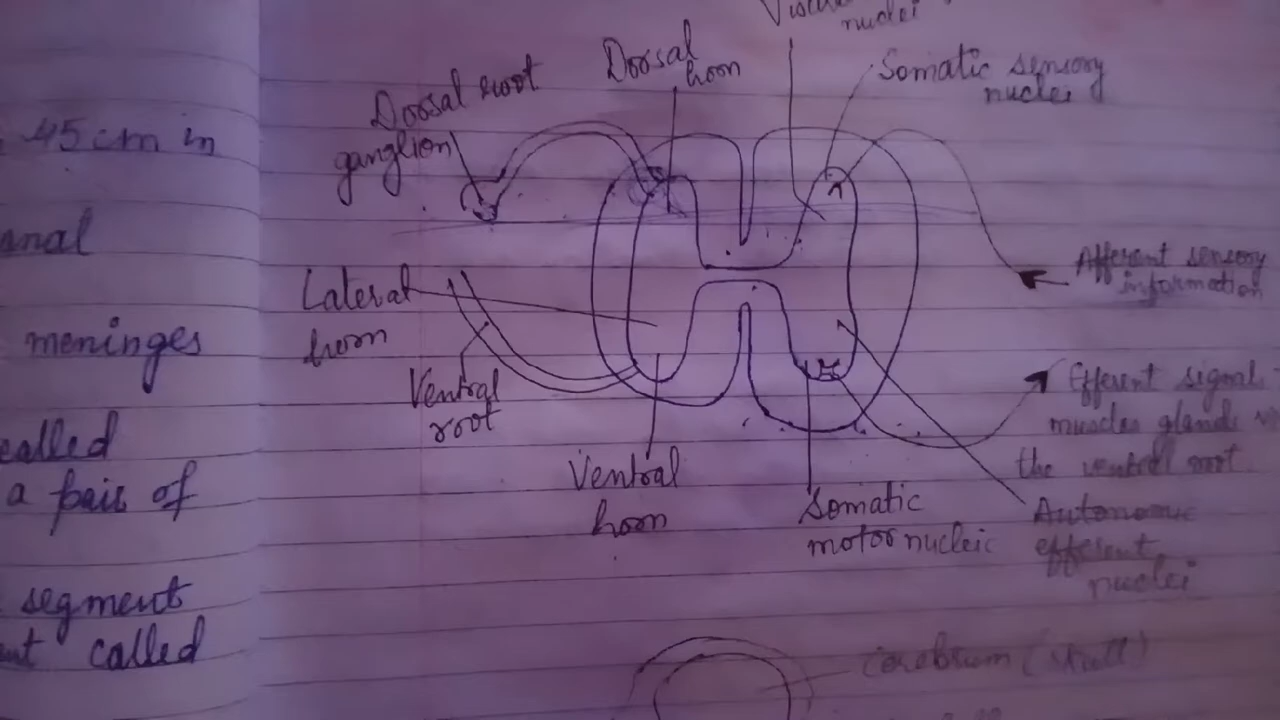 45 cm in
meninges
called
a pair of
segment
called
nuclei
Dorsal
horn
Somatic sensory
nuclei
Dorsal root
ganglion
Afferent sensory
information
Lateral
horn
Ventral
root
Efferent signal
muscles glands
the ventral root
Ventral
horn
Somatic
motor nucleic
Autonomic
efferent
nuclei
cerebrum (skull)